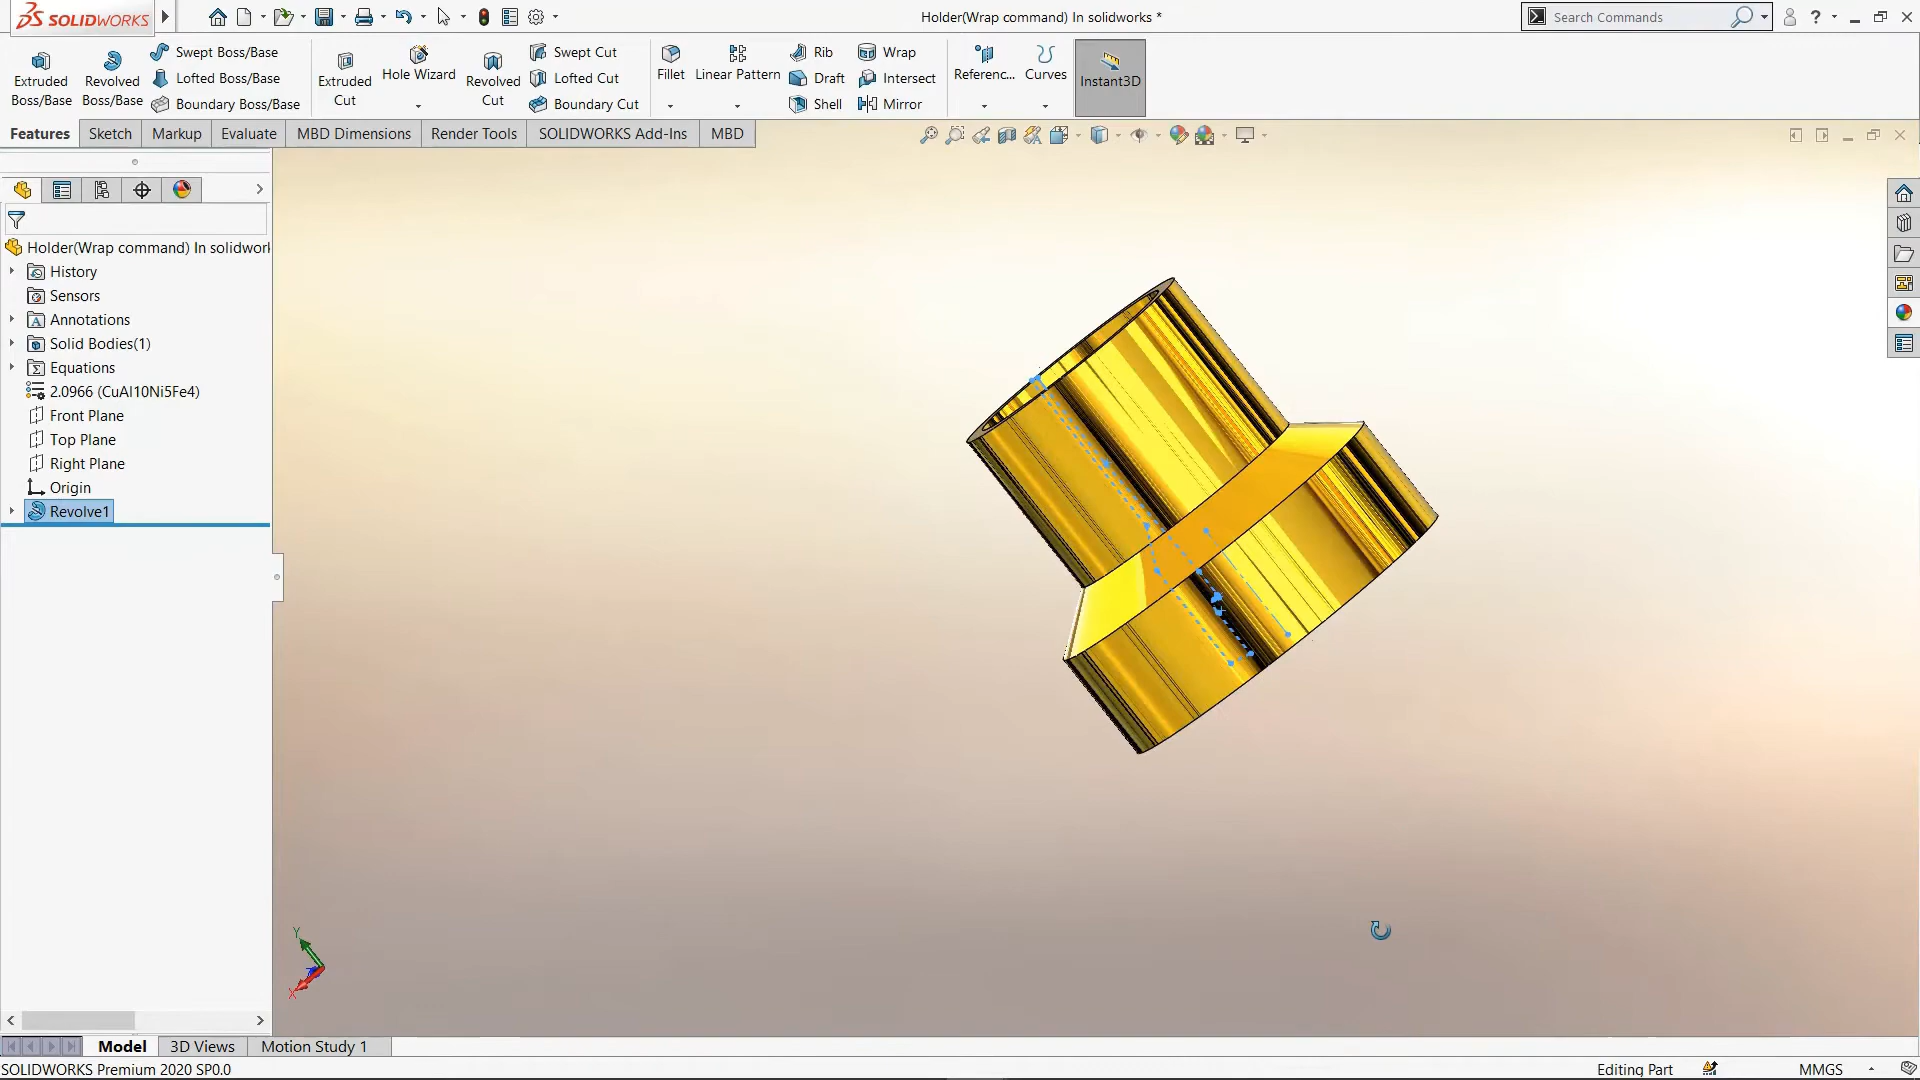 SOLIDWORKS
Holder(Wrap command) In solidworks *
Search Commands
Extruded Boss/Base
Revolved Boss/Base
Swept Boss/Base
Lofted Boss/Base
Boundary Boss/Base
Extruded Cut
Hole Wizard
Revolved Cut
Swept Cut
Lofted Cut
Boundary Cut
Fillet
Linear Pattern
Rib
Draft
Shell
Wrap
Intersect
Mirror
Referenc...
Curves
Instant3D
Features
Sketch
Markup
Evaluate
MBD Dimensions
Render Tools
SOLIDWORKS Add-Ins
MBD
Holder(Wrap command) In solidwork
History
Sensors
Annotations
Solid Bodies(1)
Equations
2.0966 (CuAl10Ni5Fe4)
Front Plane
Top Plane
Right Plane
Origin
Revolve1
Y
X
Model
3D Views
Motion Study 1
SOLIDWORKS Premium 2020 SP0.0
Editing Part
MMGS